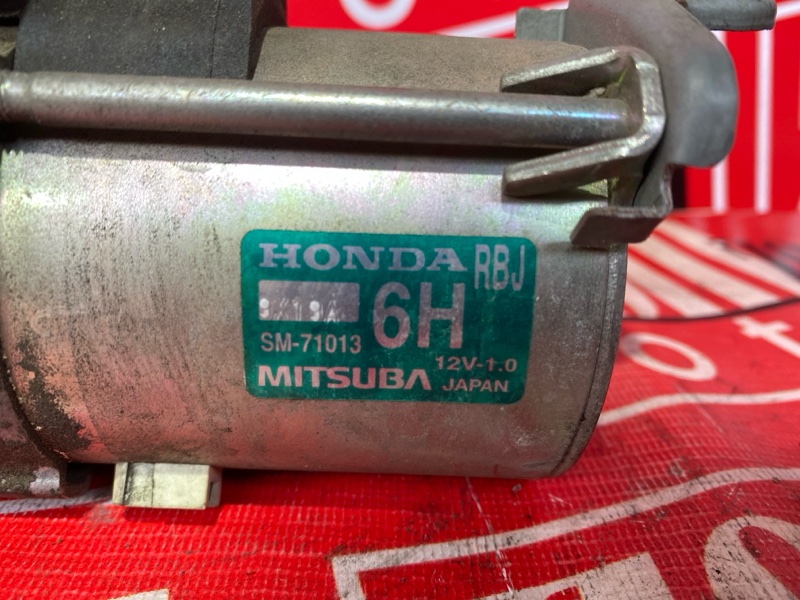 HONDA RBJ
6H
SM-71013
12V-1.0
MITSUBA JAPAN